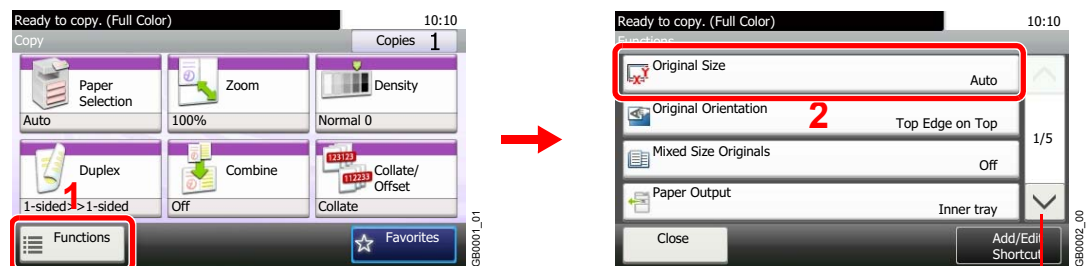 Ready to copy. (Full Color) 10:10
Copy Copies 1
Paper
Selection
Auto
Zoom
100%
Density
Normal 0
Duplex
1-sided>>1-sided
Combine
Off
Collate/
Offset
Collate
1
Functions
Favorites
GB0001_01
Ready to copy. (Full Color) 10:10
Functions
Original Size
Auto
Original Orientation
2
Top Edge on Top
1/5
Mixed Size Originals
Off
Paper Output
Inner tray
Close
Add/Edit
Shortcut
GB0002_00